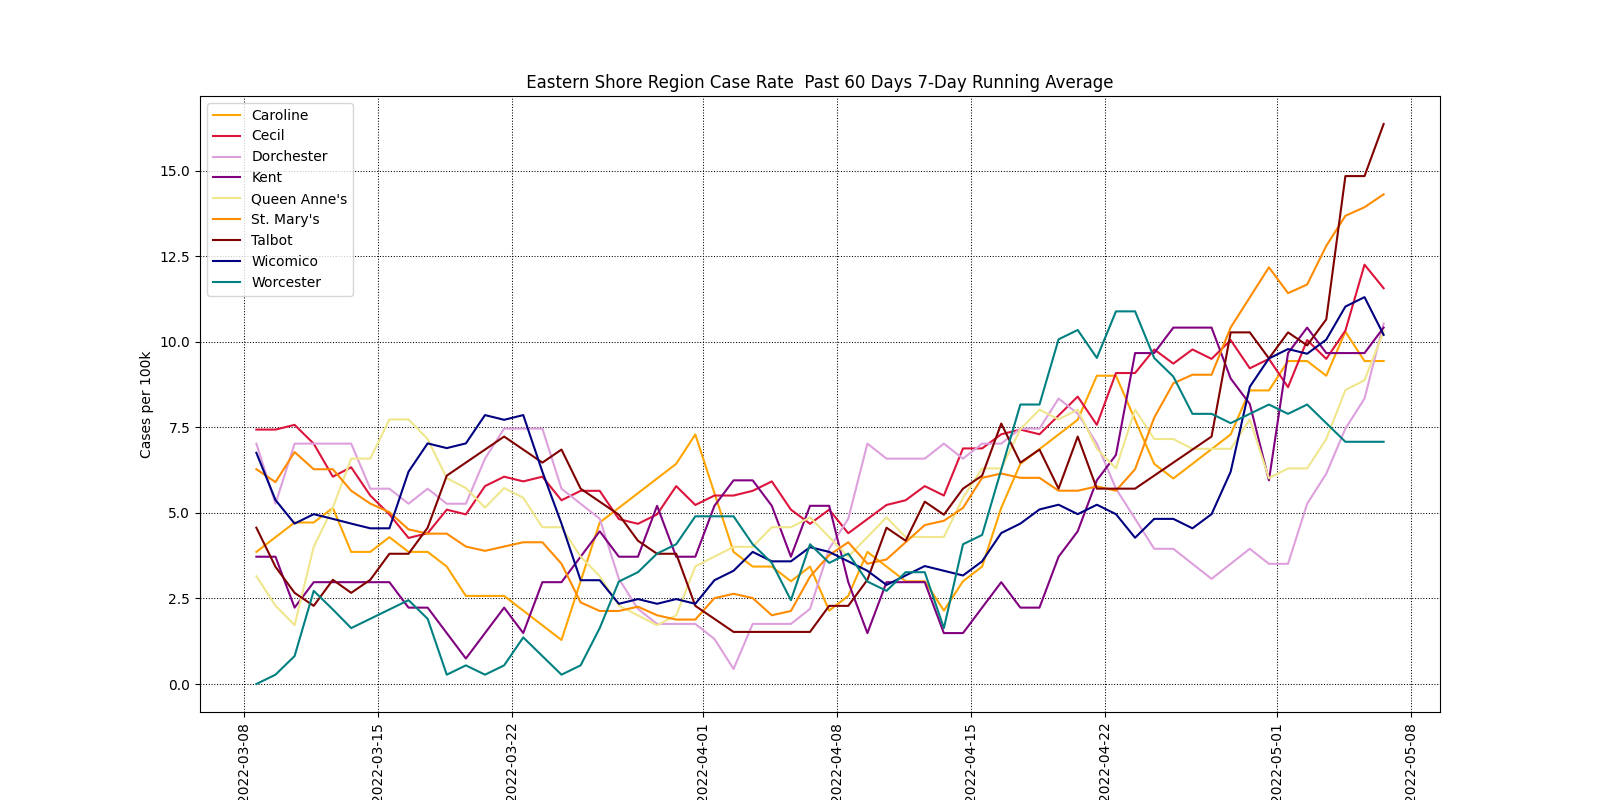 Eastern Shore Region Case Rate  Past 60 Days 7-Day Running Average
Caroline
Cecil
Dorchester
Kent
Queen Anne's
St. Mary's
Talbot
Wicomico
Worcester
Cases per 100k
15.0
12.5
10.0
7.5
5.0
2.5
0.0
2022-03-08
2022-03-15
2022-03-22
2022-04-01
2022-04-08
2022-04-15
2022-04-22
2022-05-01
2022-05-08